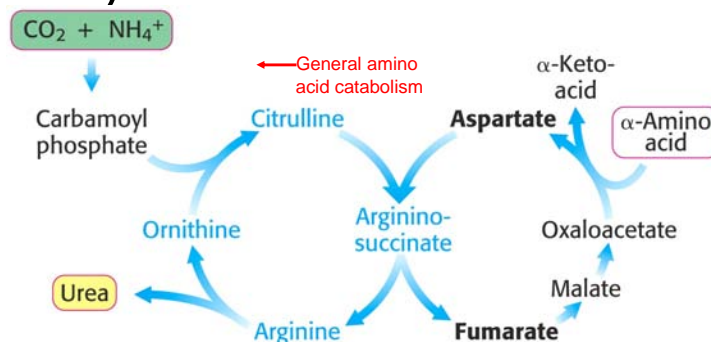 CO₂ + NH₄⁺
General amino
acid catabolism
α-Keto-
acid
Carbamoyl
phosphate
Citrulline
Aspartate
α-Amino
acid
Ornithine
Arginino-
succinate
Oxaloacetate
Urea
Malate
Arginine
Fumarate